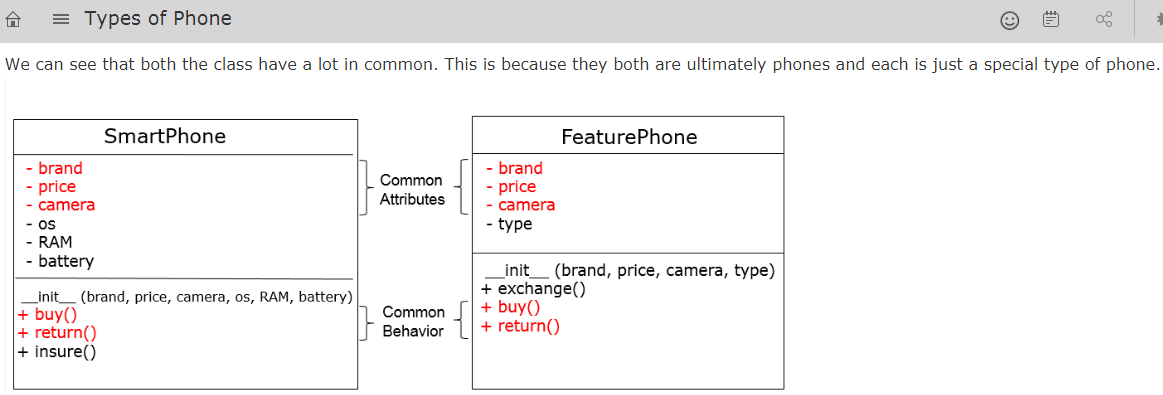 Types of Phone
We can see that both the class have a lot in common. This is because they both are ultimately phones and each is just a special type of phone.
SmartPhone
- brand
- price
- camera
- os
- RAM
- battery
__init__ (brand, price, camera, os, RAM, battery)
+ buy()
+ return()
+ insure()
Common
Attributes
Common
Behavior
FeaturePhone
- brand
- price
- camera
- type
__init__ (brand, price, camera, type)
+ exchange()
+ buy()
+ return()